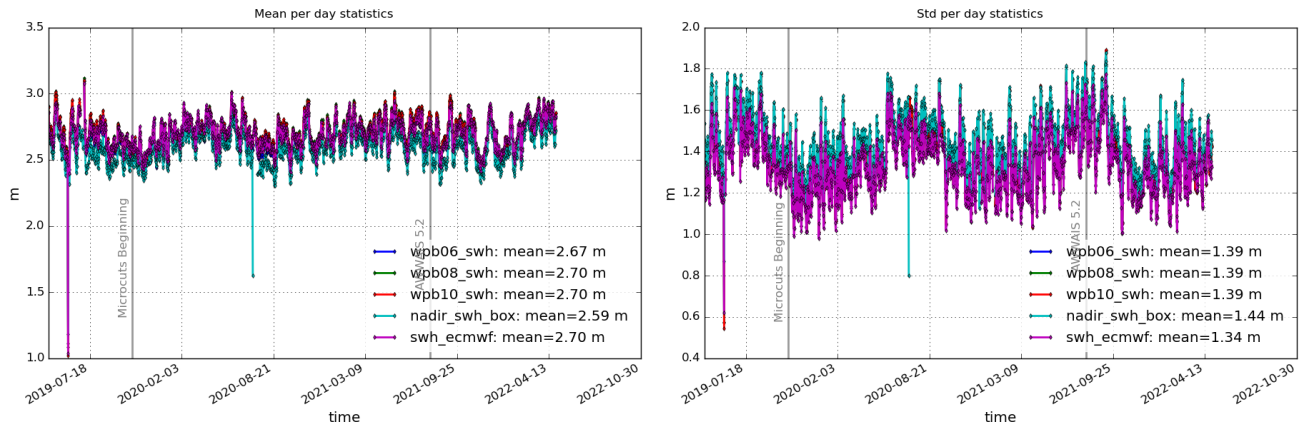 Mean per day statistics
3.5
3.0
2.5
2.0
1.5
1.0
m
Microcuts Beginning
wpb06_swh: mean=2.67 m
wpb08_swh: mean=2.70 m
wpb10_swh: mean=2.70 m
nadir_swh_box: mean=2.59 m
swh_ecmwf: mean=2.70 m
2019-07-18
2020-02-03
2020-08-21
2021-03-09
2021-09-25
2022-04-13
2022-10-30
time
Std per day statistics
2.0
1.8
1.6
1.4
1.2
1.0
0.8
0.6
0.4
m
Microcuts Beginning
wpb06_swh: mean=1.39 m
wpb08_swh: mean=1.39 m
wpb10_swh: mean=1.39 m
nadir_swh_box: mean=1.44 m
swh_ecmwf: mean=1.34 m
2019-07-18
2020-02-03
2020-08-21
2021-03-09
2021-09-25
2022-04-13
2022-10-30
time